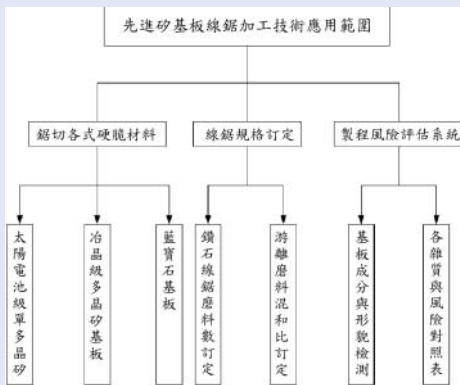 先進矽基板線鋸加工技術應用範圍
鋸切各式硬脆材料
線鋸規格訂定
製程風險評估系統
太陽電池級單多晶矽
冶晶級多晶矽基板
藍寶石基板
鑽石線鋸磨料數訂定
游離磨料混和比訂定
基板成分與形貌檢測
各雜質與風險對照表